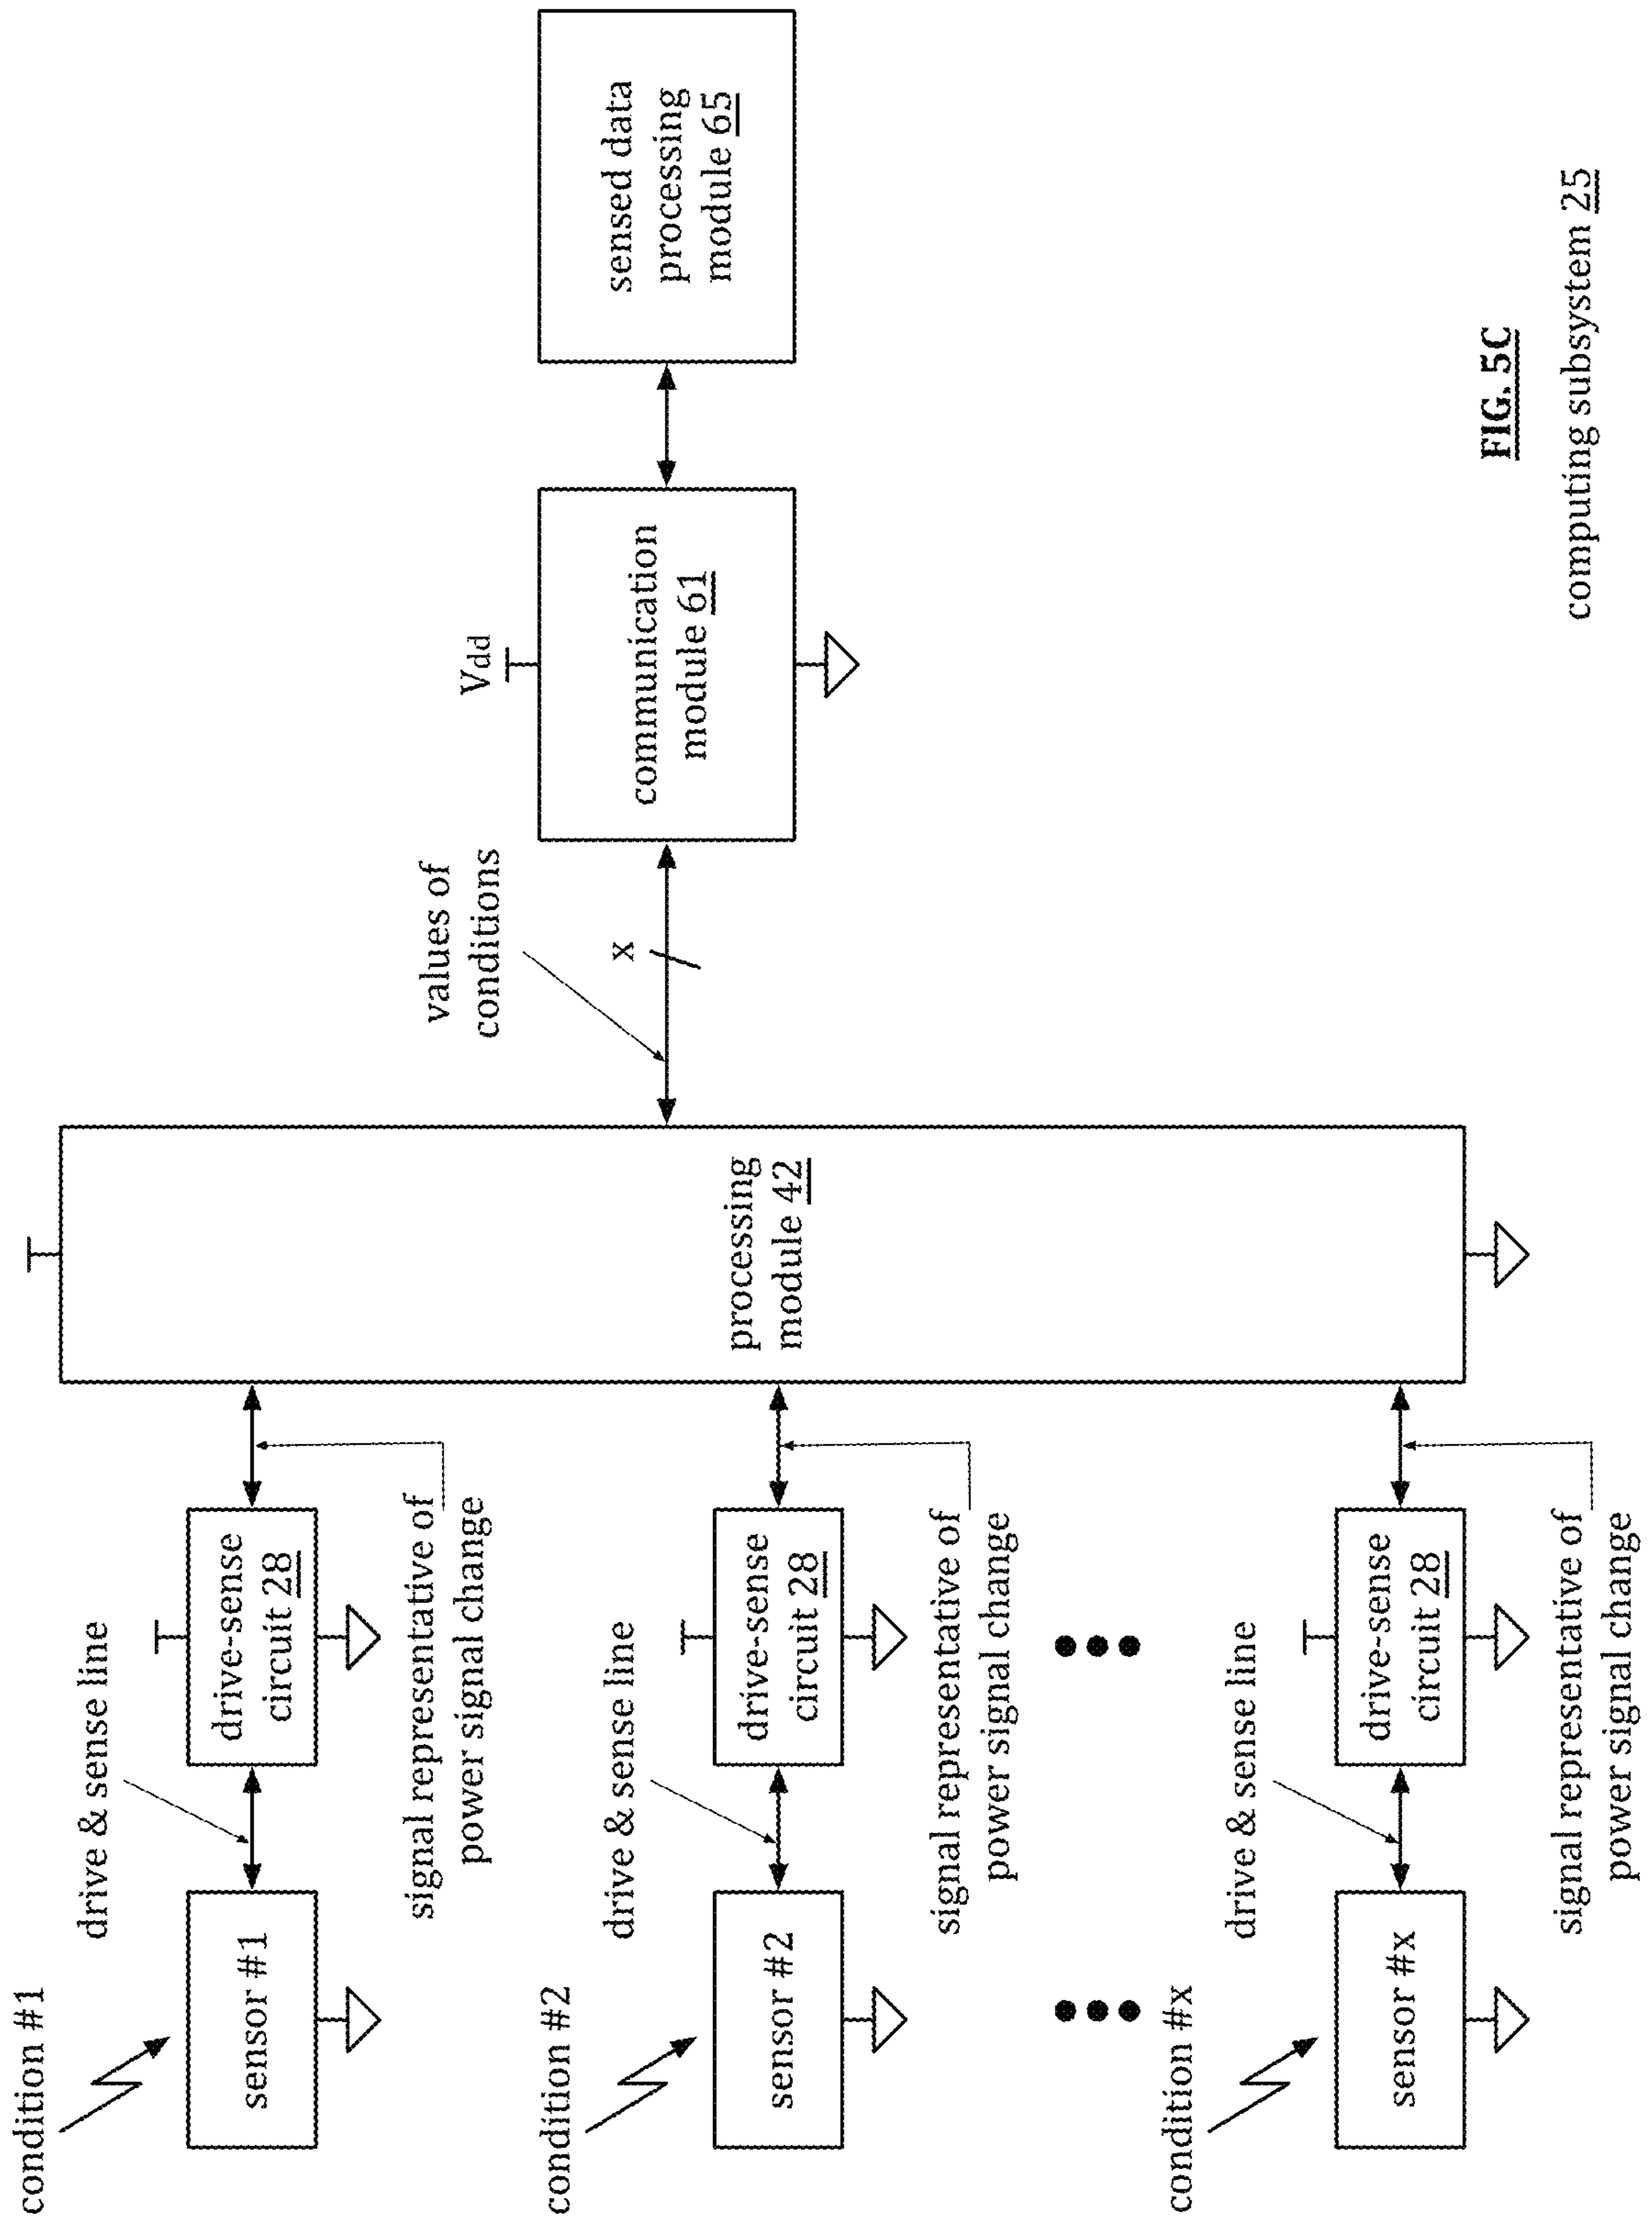 condition #1
drive & sense line
sensor #1
drive-sense
circuit 28
signal representative of
power signal change
condition #2
drive & sense line
sensor #2
drive-sense
circuit 28
signal representative of
power signal change
condition #x
drive & sense line
sensor #x
drive-sense
circuit 28
signal representative of
power signal change
processing
module 42
values of
conditions
x
Vdd
communication
module 61
sensed data
processing
module 65
FIG. 5C
computing subsystem 25